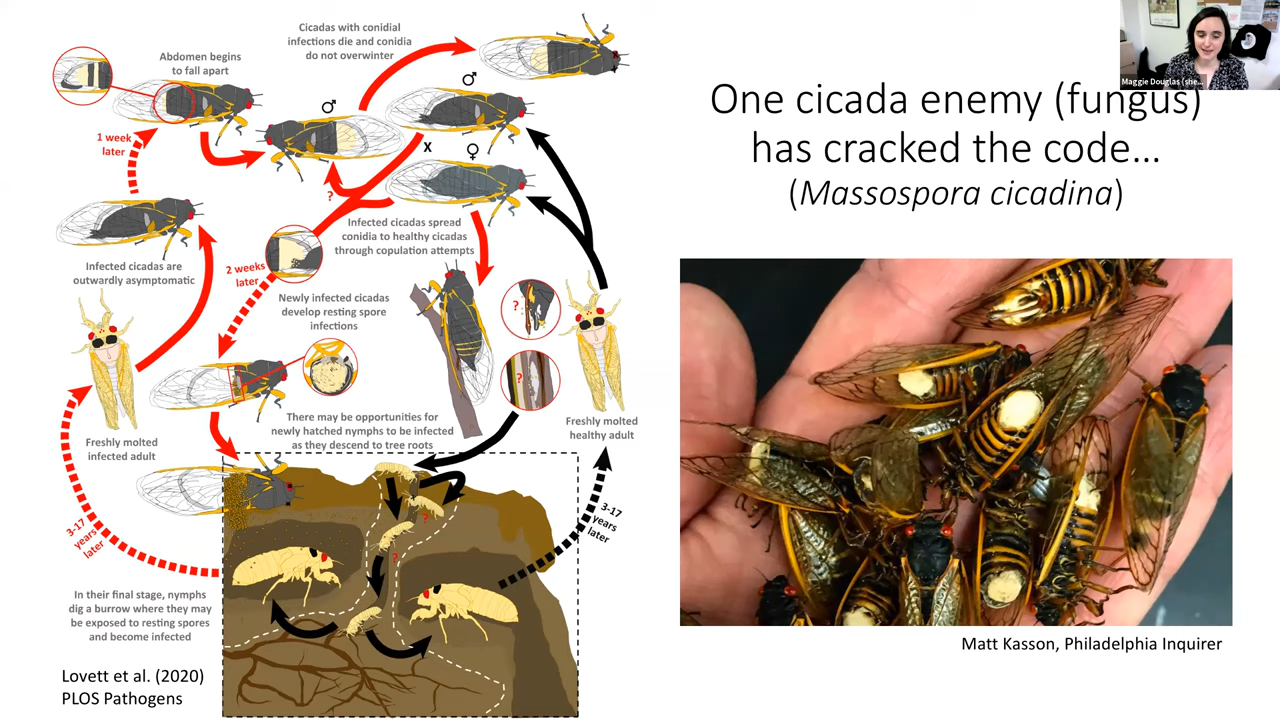 Cicadas with conidial
infections die and conidia
do not overwinter
Abdomen begins
to fall apart
♂
♂
1 week
later
X
♀
?
Infected cicadas spread
conidia to healthy cicadas
through copulation attempts
Infected cicadas are
outwardly asymptomatic
2 weeks
later
Newly infected cicadas
develop resting spore
infections
?
?
There may be opportunities for
newly hatched nymphs to be infected
as they descend to tree roots
Freshly molted
infected adult
Freshly molted
healthy adult
3-17
years
later
3-17
years
later
?
?
In their final stage, nymphs
dig a burrow where they may
be exposed to resting spores
and become infected
Lovett et al. (2020)
PLOS Pathogens
One cicada enemy (fungus)
has cracked the code...
(Massospora cicadina)
Matt Kasson, Philadelphia Inquirer
Maggie Douglas (she...